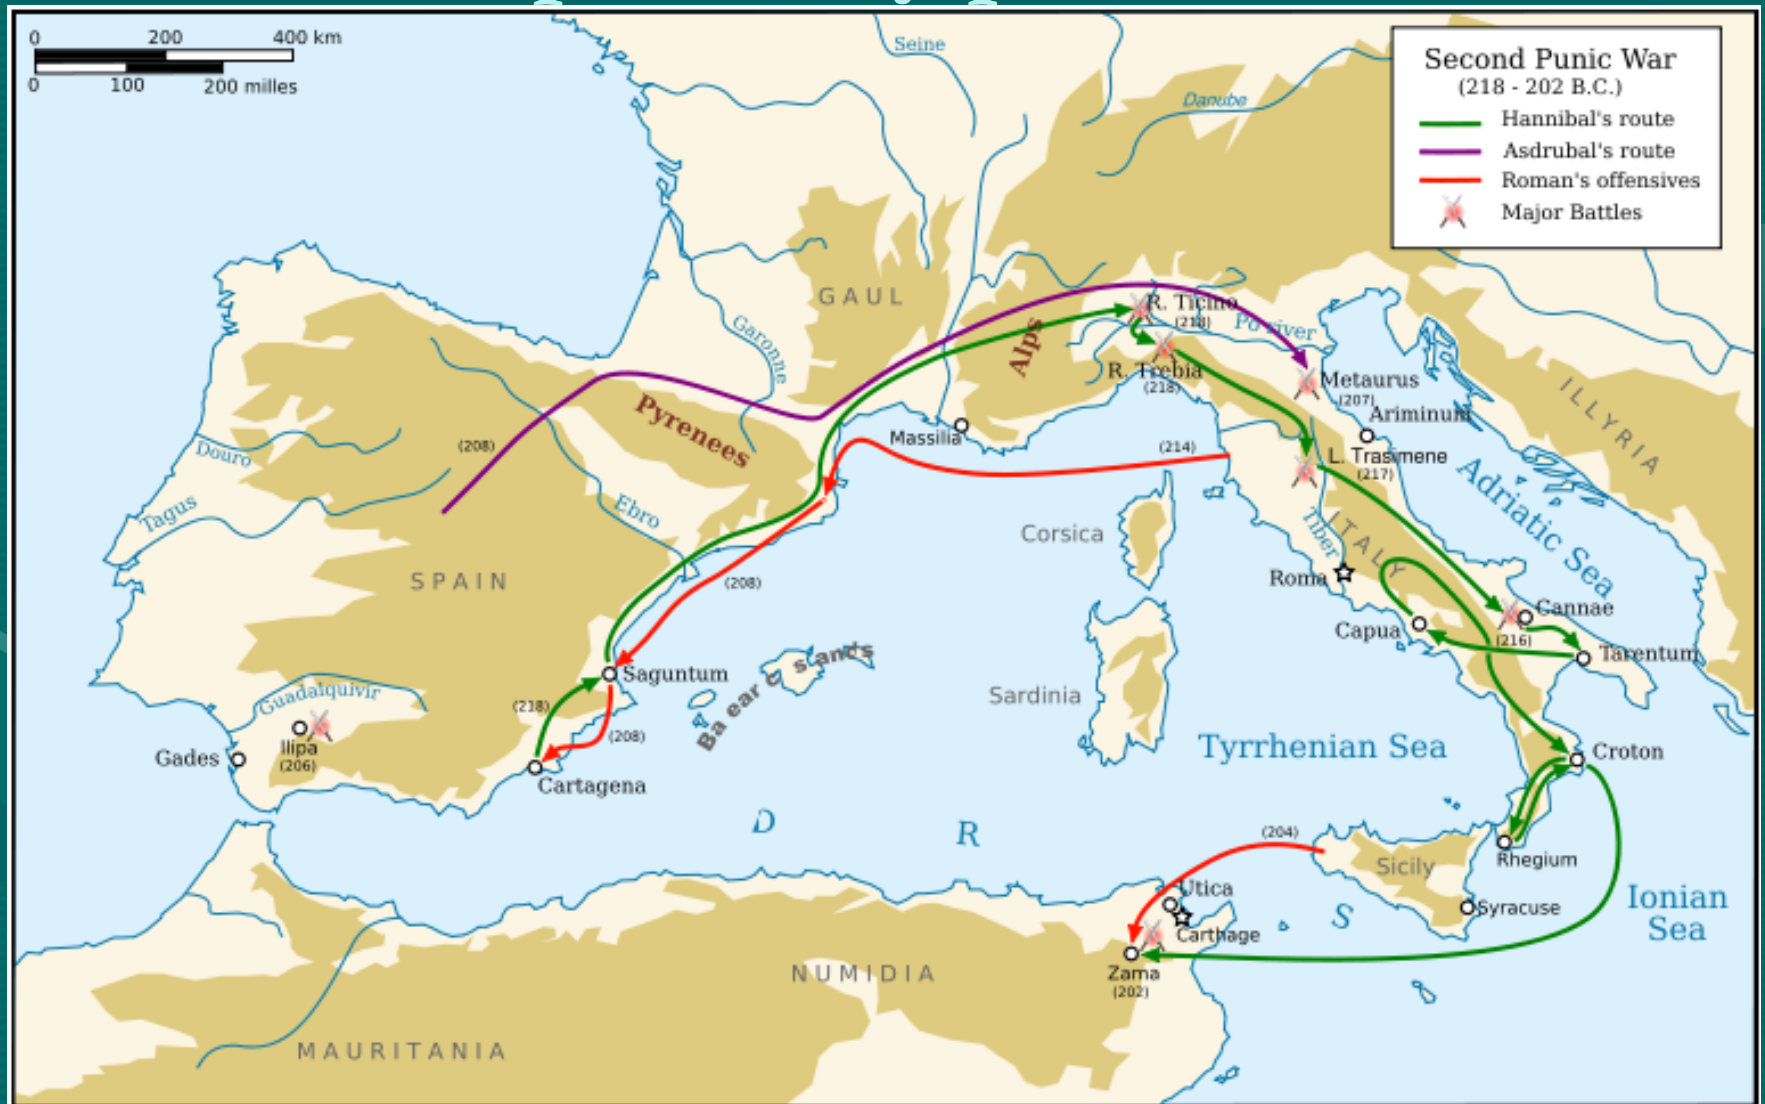 0 200 400 km
0 100 200 milles
Second Punic War
(218 - 202 B.C.)
Hannibal's route
Asdrubal's route
Roman's offensives
Major Battles
Seine
Danube
GAUL
Garonne
Alps
R. Ticino
(218)
Po river
R. Trebia
(218)
Metaurus
(207)
Ariminum
ILLYRIA
Pyrenees
Massilia
(214)
L. Trasimene
(217)
(208)
Douro
Tagus
Ebro
Corsica
Tiber
ITALY
Adriatic Sea
SPAIN
(208)
Roma
Cannae
(216)
Capua
Tarentum
Saguntum
Ba ear c s ands
Sardinia
Guadalquivir
(218)
(208)
Ilipa
(206)
Gades
Cartagena
Tyrrhenian Sea
Croton
D R
(204)
Sicily
Rhegium
Utica
Carthage
S
Syracuse
Ionian
Sea
Zama
(202)
NUMIDIA
MAURITANIA